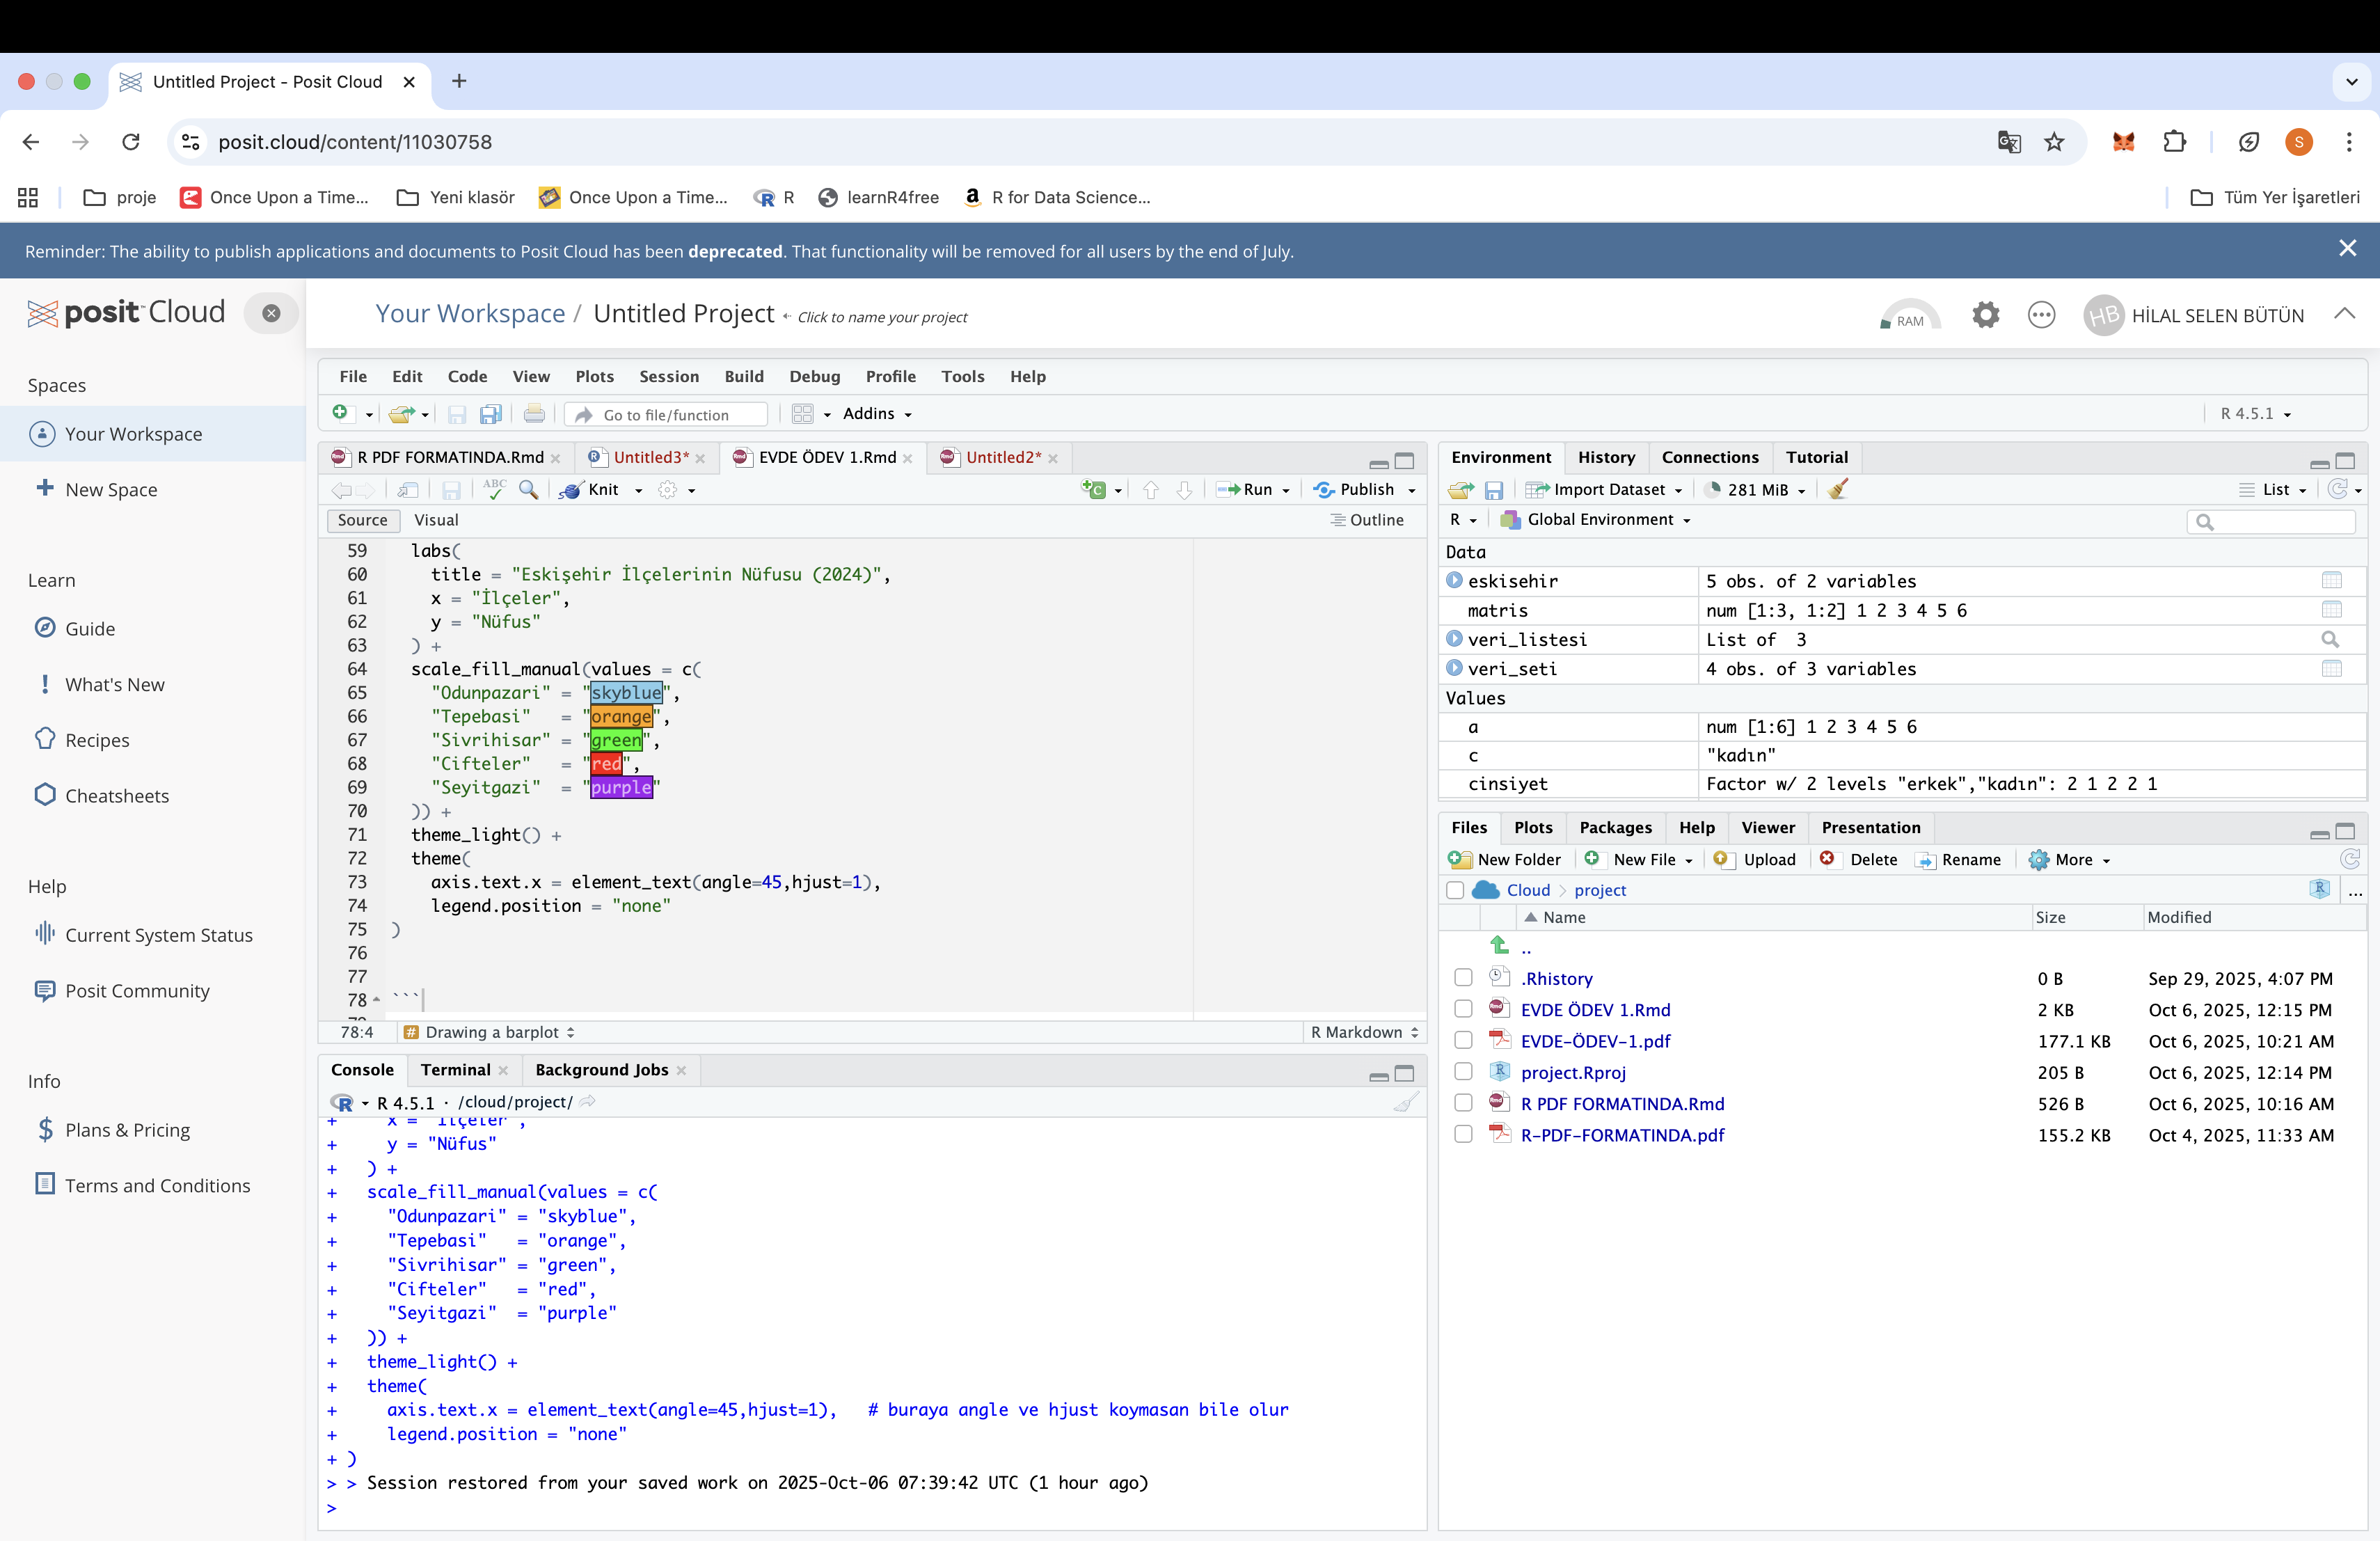 Untitled Project - Posit Cloud
posit.cloud/content/11030758
S
proje
Once Upon a Time...
Yeni klasör
Once Upon a Time...
R
learnR4free
R for Data Science...
Tüm Yer İşaretleri
Reminder: The ability to publish applications and documents to Posit Cloud has been deprecated. That functionality will be removed for all users by the end of July.
posit Cloud
Your Workspace / Untitled Project Click to name your project
RAM
HB HİLAL SELEN BÜTÜN
Spaces
Your Workspace
New Space
Learn
Guide
What's New
Recipes
Cheatsheets
Help
Current System Status
Posit Community
Info
Plans & Pricing
Terms and Conditions
File Edit Code View Plots Session Build Debug Profile Tools Help
Go to file/function
Addins
R 4.5.1
R PDF FORMATINDA.Rmd
Untitled3*
EVDE ÖDEV 1.Rmd
Untitled2*
ABC
Knit
Run
Publish
Source Visual
Outline
59 labs(
60 title = "Eskişehir İlçelerinin Nüfusu (2024)",
61 x = "İlçeler",
62 y = "Nüfus"
63 ) +
64 scale_fill_manual(values = c(
65 "Odunpazari" = "skyblue",
66 "Tepebasi" = "orange",
67 "Sivrihisar" = "green",
68 "Cifteler" = "red",
69 "Seyitgazi" = "purple"
70 )) +
71 theme_light() +
72 theme(
73 axis.text.x = element_text(angle=45,hjust=1),
74 legend.position = "none"
75 )
76
77
78 ```
78:4 # Drawing a barplot
R Markdown
Console Terminal Background Jobs
R 4.5.1 · /cloud/project/
+ x = "İlçeler",
+ y = "Nüfus"
+ ) +
+ scale_fill_manual(values = c(
+ "Odunpazari" = "skyblue",
+ "Tepebasi" = "orange",
+ "Sivrihisar" = "green",
+ "Cifteler" = "red",
+ "Seyitgazi" = "purple"
+ )) +
+ theme_light() +
+ theme(
+ axis.text.x = element_text(angle=45,hjust=1), # buraya angle ve hjust koymasan bile olur
+ legend.position = "none"
+ )
> > Session restored from your saved work on 2025-Oct-06 07:39:42 UTC (1 hour ago)
>
Environment History Connections Tutorial
Import Dataset
281 MiB
List
R Global Environment
Data
eskisehir 5 obs. of 2 variables
matris num [1:3, 1:2] 1 2 3 4 5 6
veri_listesi List of 3
veri_seti 4 obs. of 3 variables
Values
a num [1:6] 1 2 3 4 5 6
c "kadın"
cinsiyet Factor w/ 2 levels "erkek","kadın": 2 1 2 2 1
Files Plots Packages Help Viewer Presentation
New Folder New File Upload Delete Rename More
Cloud project
...
Name Size Modified
..
.Rhistory 0 B Sep 29, 2025, 4:07 PM
EVDE ÖDEV 1.Rmd 2 KB Oct 6, 2025, 12:15 PM
EVDE-ÖDEV-1.pdf 177.1 KB Oct 6, 2025, 10:21 AM
project.Rproj 205 B Oct 6, 2025, 12:14 PM
R PDF FORMATINDA.Rmd 526 B Oct 6, 2025, 10:16 AM
R-PDF-FORMATINDA.pdf 155.2 KB Oct 4, 2025, 11:33 AM